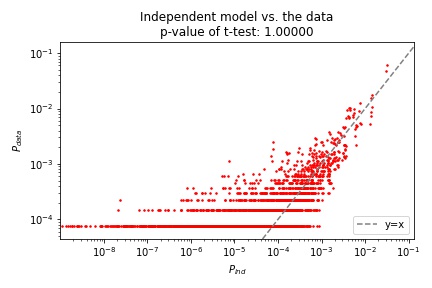 Independent model vs. the data
p-value of t-test: 1.00000
P_data
10⁻¹
10⁻²
10⁻³
10⁻⁴
y=x
10⁻⁸ 10⁻⁷ 10⁻⁶ 10⁻⁵ 10⁻⁴ 10⁻³ 10⁻² 10⁻¹
P_ind